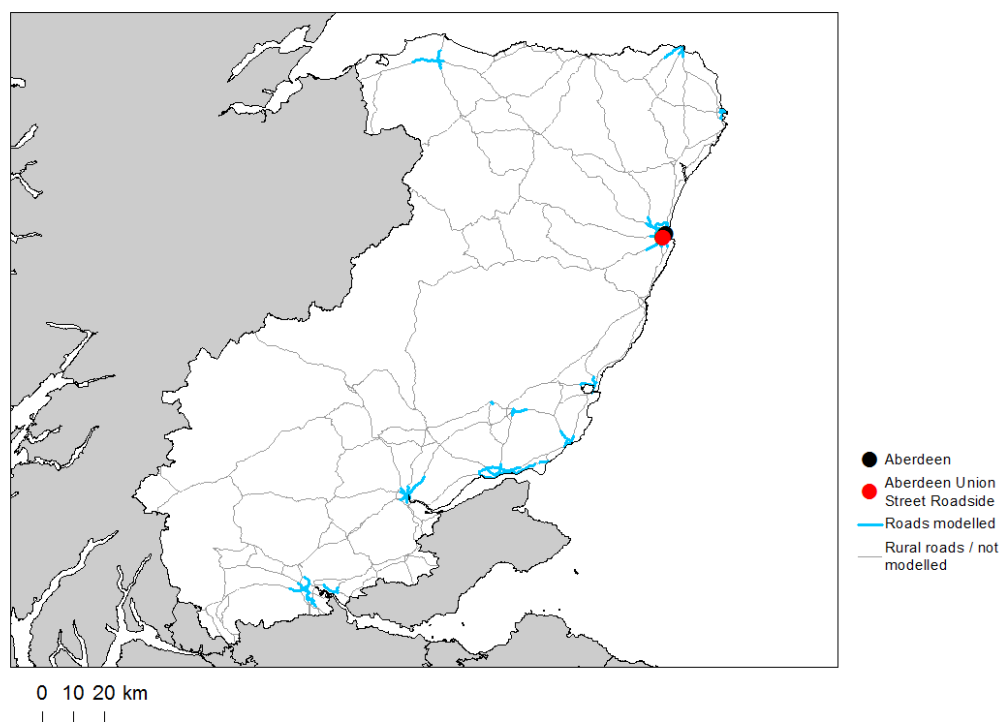 Aberdeen
Aberdeen Union
Street Roadside
Roads modelled
Rural roads / not
modelled
0 10 20 km